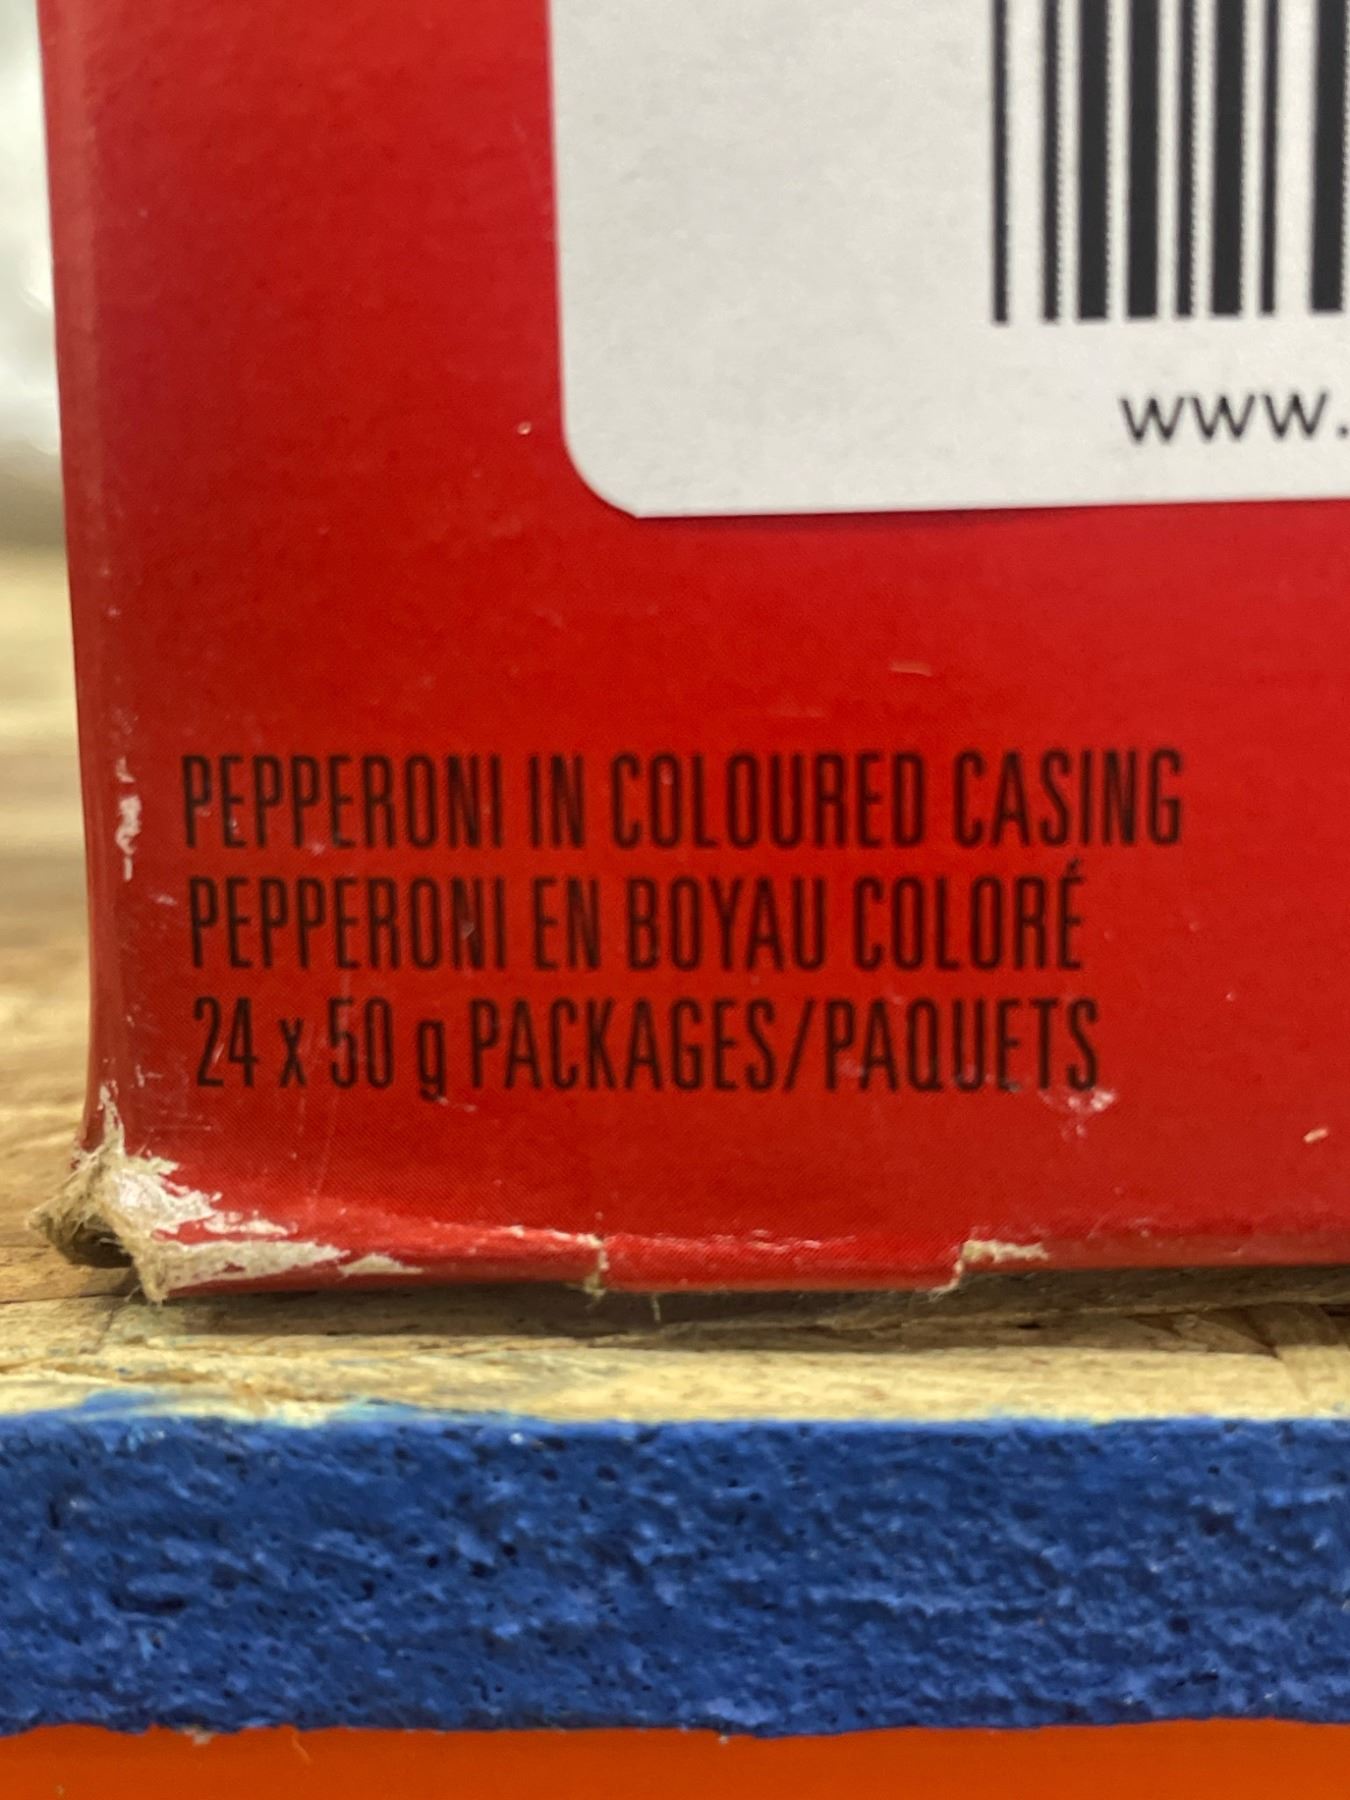 www.
PEPPERONI IN COLOURED CASING
PEPPERONI EN BOYAU COLORÉ
24 x 50 g PACKAGES/PAQUETS